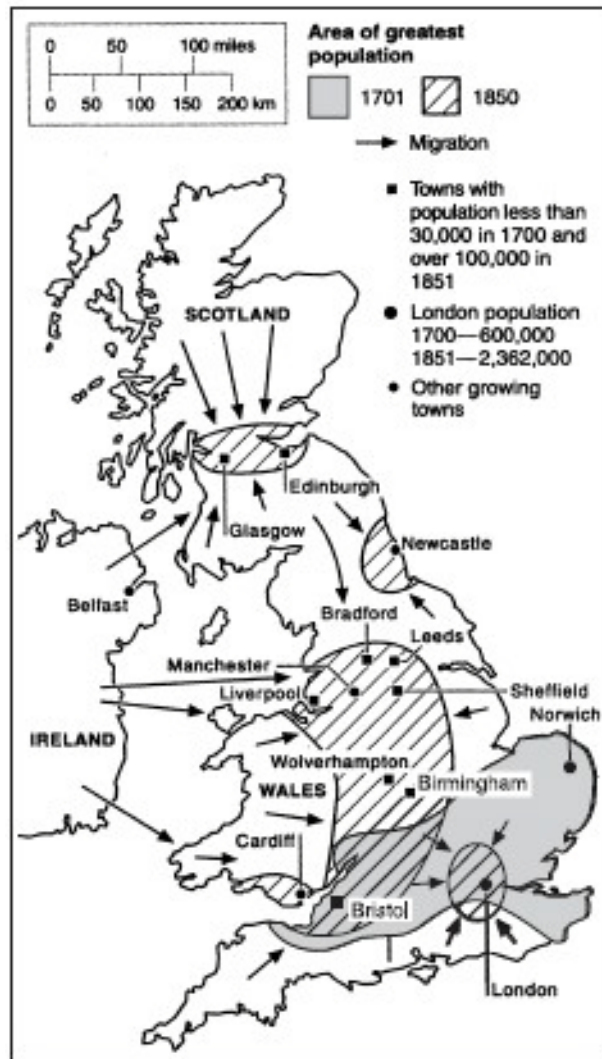 0 50 100 miles
0 50 100 150 200 km
Area of greatest
population
1701 1850
Migration
Towns with
population less than
30,000 in 1700 and
over 100,000 in
1851
London population
1700—600,000
1851—2,362,000
Other growing
towns
SCOTLAND
Edinburgh
Glasgow
Newcastle
Belfast
Bradford
Leeds
Manchester
Liverpool
Sheffield
Norwich
IRELAND
Wolverhampton
WALES
Birmingham
Cardiff
Bristol
London